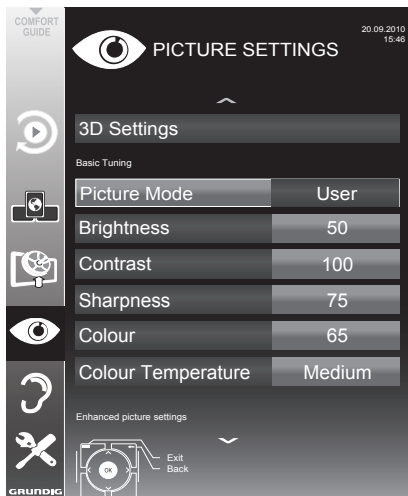 COMFORT
GUIDE
PICTURE SETTINGS
20.09.2010
15:46
3D Settings
Basic Tuning
Picture Mode User
Brightness 50
Contrast 100
Sharpness 75
Colour 65
Colour Temperature Medium
Enhanced picture settings
Exit
Back
OK
GRUNDIG